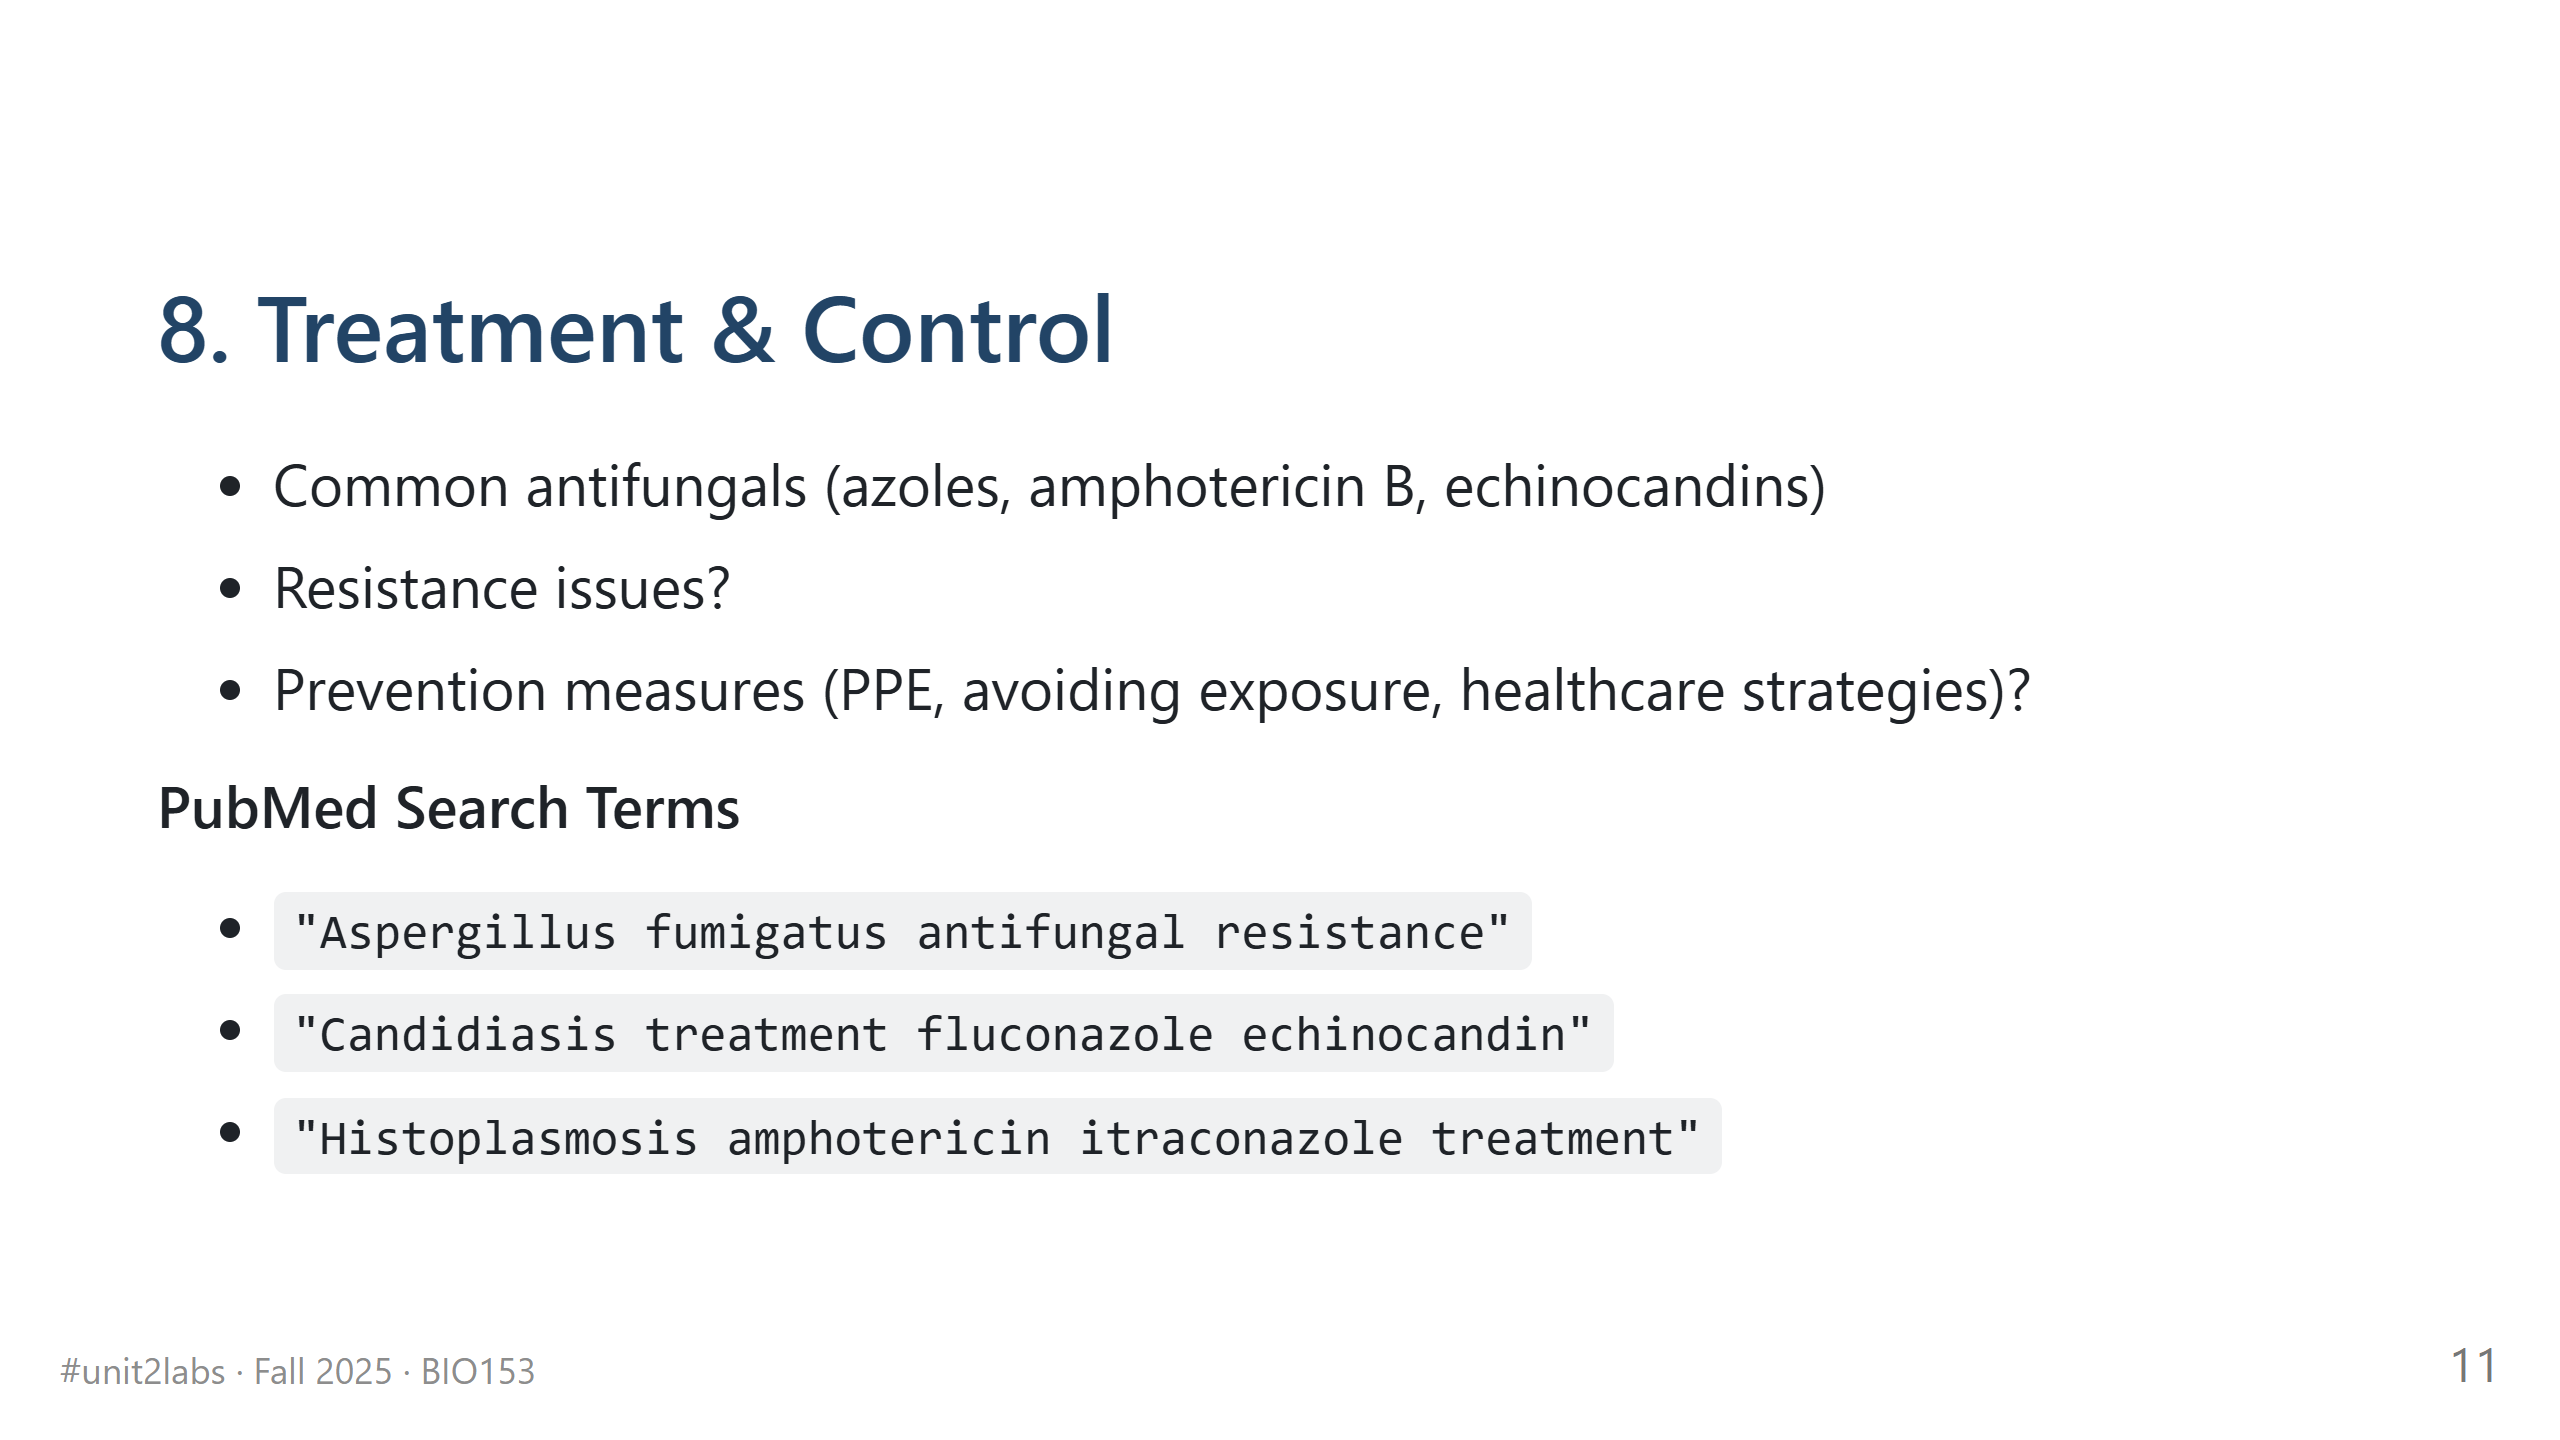 8. Treatment & Control
• Common antifungals (azoles, amphotericin B, echinocandins)
• Resistance issues?
• Prevention measures (PPE, avoiding exposure, healthcare strategies)?
PubMed Search Terms
• "Aspergillus fumigatus antifungal resistance"
• "Candidiasis treatment fluconazole echinocandin"
• "Histoplasmosis amphotericin itraconazole treatment"
#unit2labs · Fall 2025 · BIO153
11